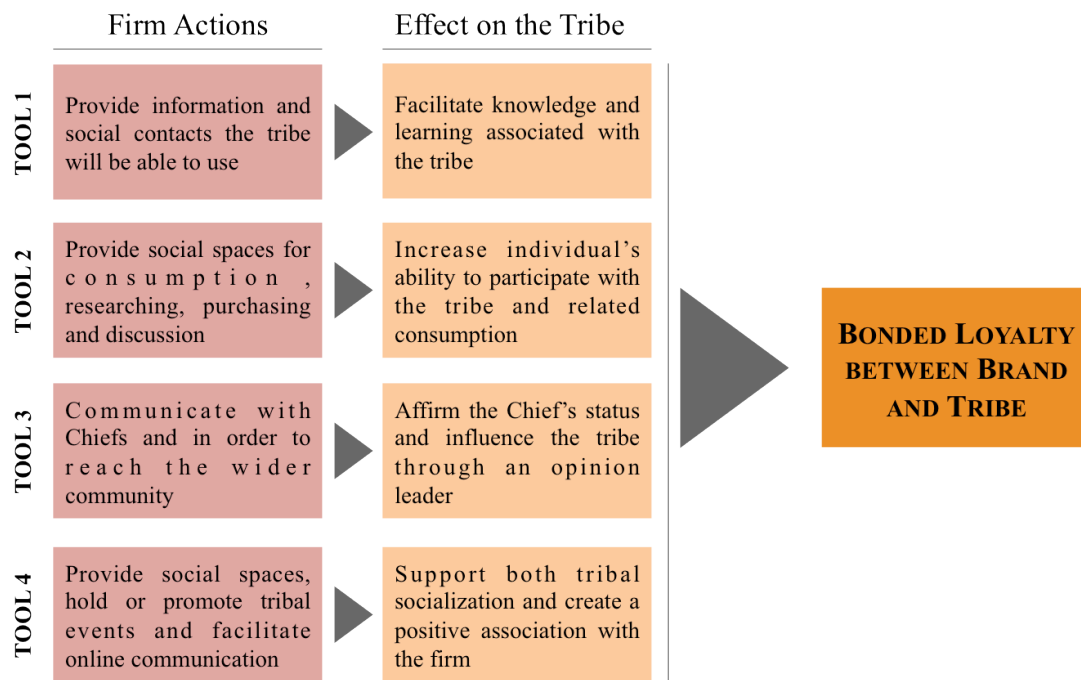 Firm Actions
Effect on the Tribe
TOOL 1
Provide information and
social contacts the tribe
will be able to use
Facilitate knowledge and
learning associated with
the tribe
TOOL 2
Provide social spaces for
consumption ,
researching, purchasing
and discussion
Increase individual’s
ability to participate with
the tribe and related
consumption
TOOL 3
Communicate with
Chiefs and in order to
reach the wider
community
Affirm the Chief’s status
and influence the tribe
through an opinion
leader
TOOL 4
Provide social spaces,
hold or promote tribal
events and facilitate
online communication
Support both tribal
socialization and create a
positive association with
the firm
BONDED LOYALTY
BETWEEN BRAND
AND TRIBE